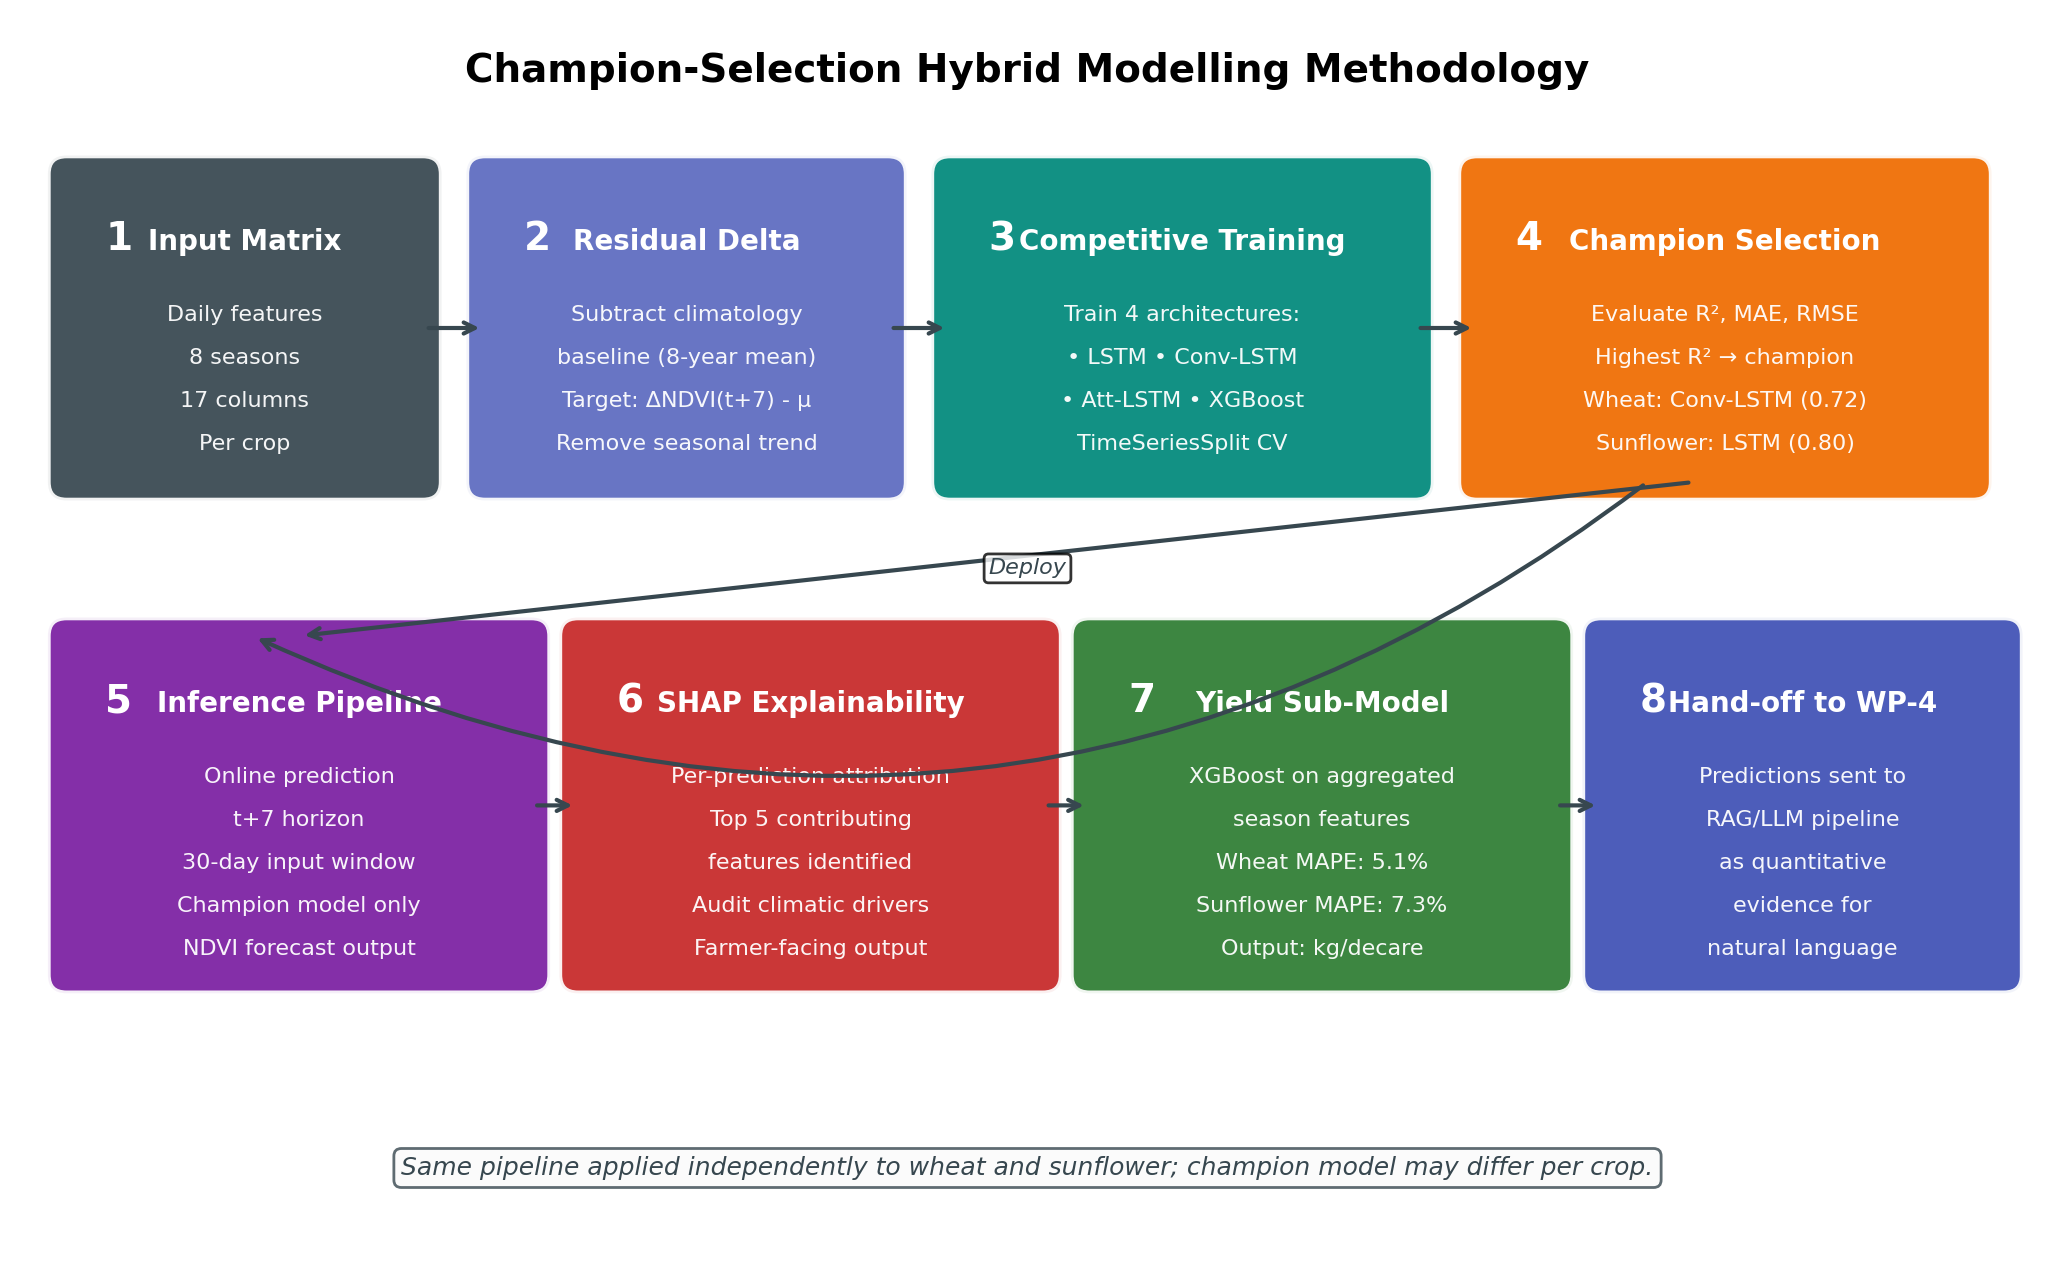 Champion-Selection Hybrid Modelling Methodology
1 Input Matrix
Daily features
8 seasons
17 columns
Per crop
2 Residual Delta
Subtract climatology
baseline (8-year mean)
Target: ΔNDVI(t+7) - μ
Remove seasonal trend
3 Competitive Training
Train 4 architectures:
• LSTM • Conv-LSTM
• Att-LSTM • XGBoost
TimeSeriesSplit CV
4 Champion Selection
Evaluate R², MAE, RMSE
Highest R² → champion
Wheat: Conv-LSTM (0.72)
Sunflower: LSTM (0.80)
Deploy
5 Inference Pipeline
Online prediction
t+7 horizon
30-day input window
Champion model only
NDVI forecast output
6 SHAP Explainability
Per-prediction attribution
Top 5 contributing
features identified
Audit climatic drivers
Farmer-facing output
7 Yield Sub-Model
XGBoost on aggregated
season features
Wheat MAPE: 5.1%
Sunflower MAPE: 7.3%
Output: kg/decare
8 Hand-off to WP-4
Predictions sent to
RAG/LLM pipeline
as quantitative
evidence for
natural language
Same pipeline applied independently to wheat and sunflower; champion model may differ per crop.